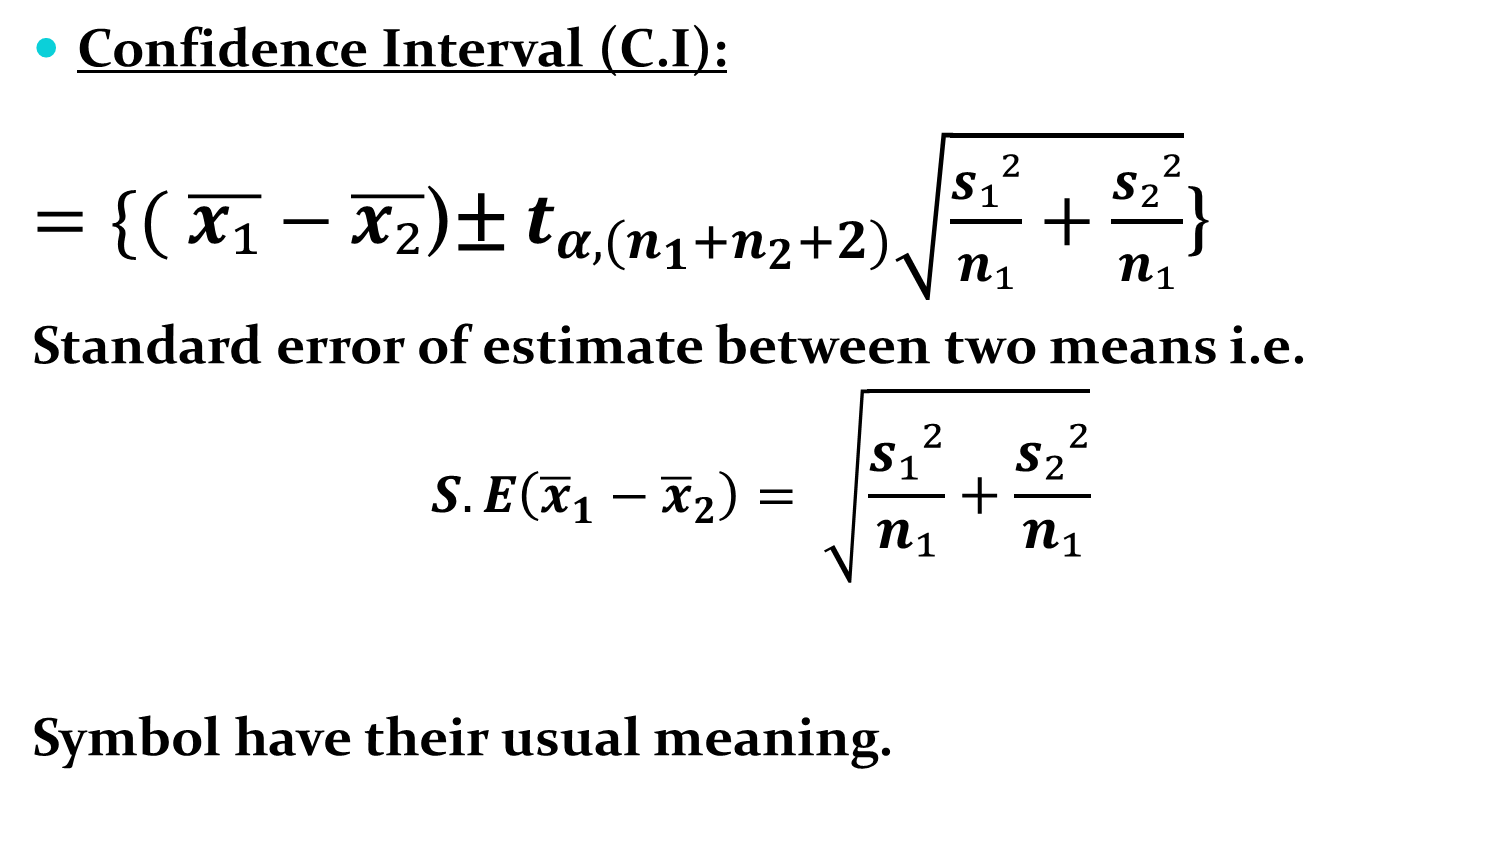 • Confidence Interval (C.I):
= {( x̅₁ − x̅₂)± t_α,(n₁+n₂+2) √(s₁²/n₁ + s₂²/n₁)}
Standard error of estimate between two means i.e.
S.E(x̅₁ − x̅₂) = √(s₁²/n₁ + s₂²/n₁)
Symbol have their usual meaning.